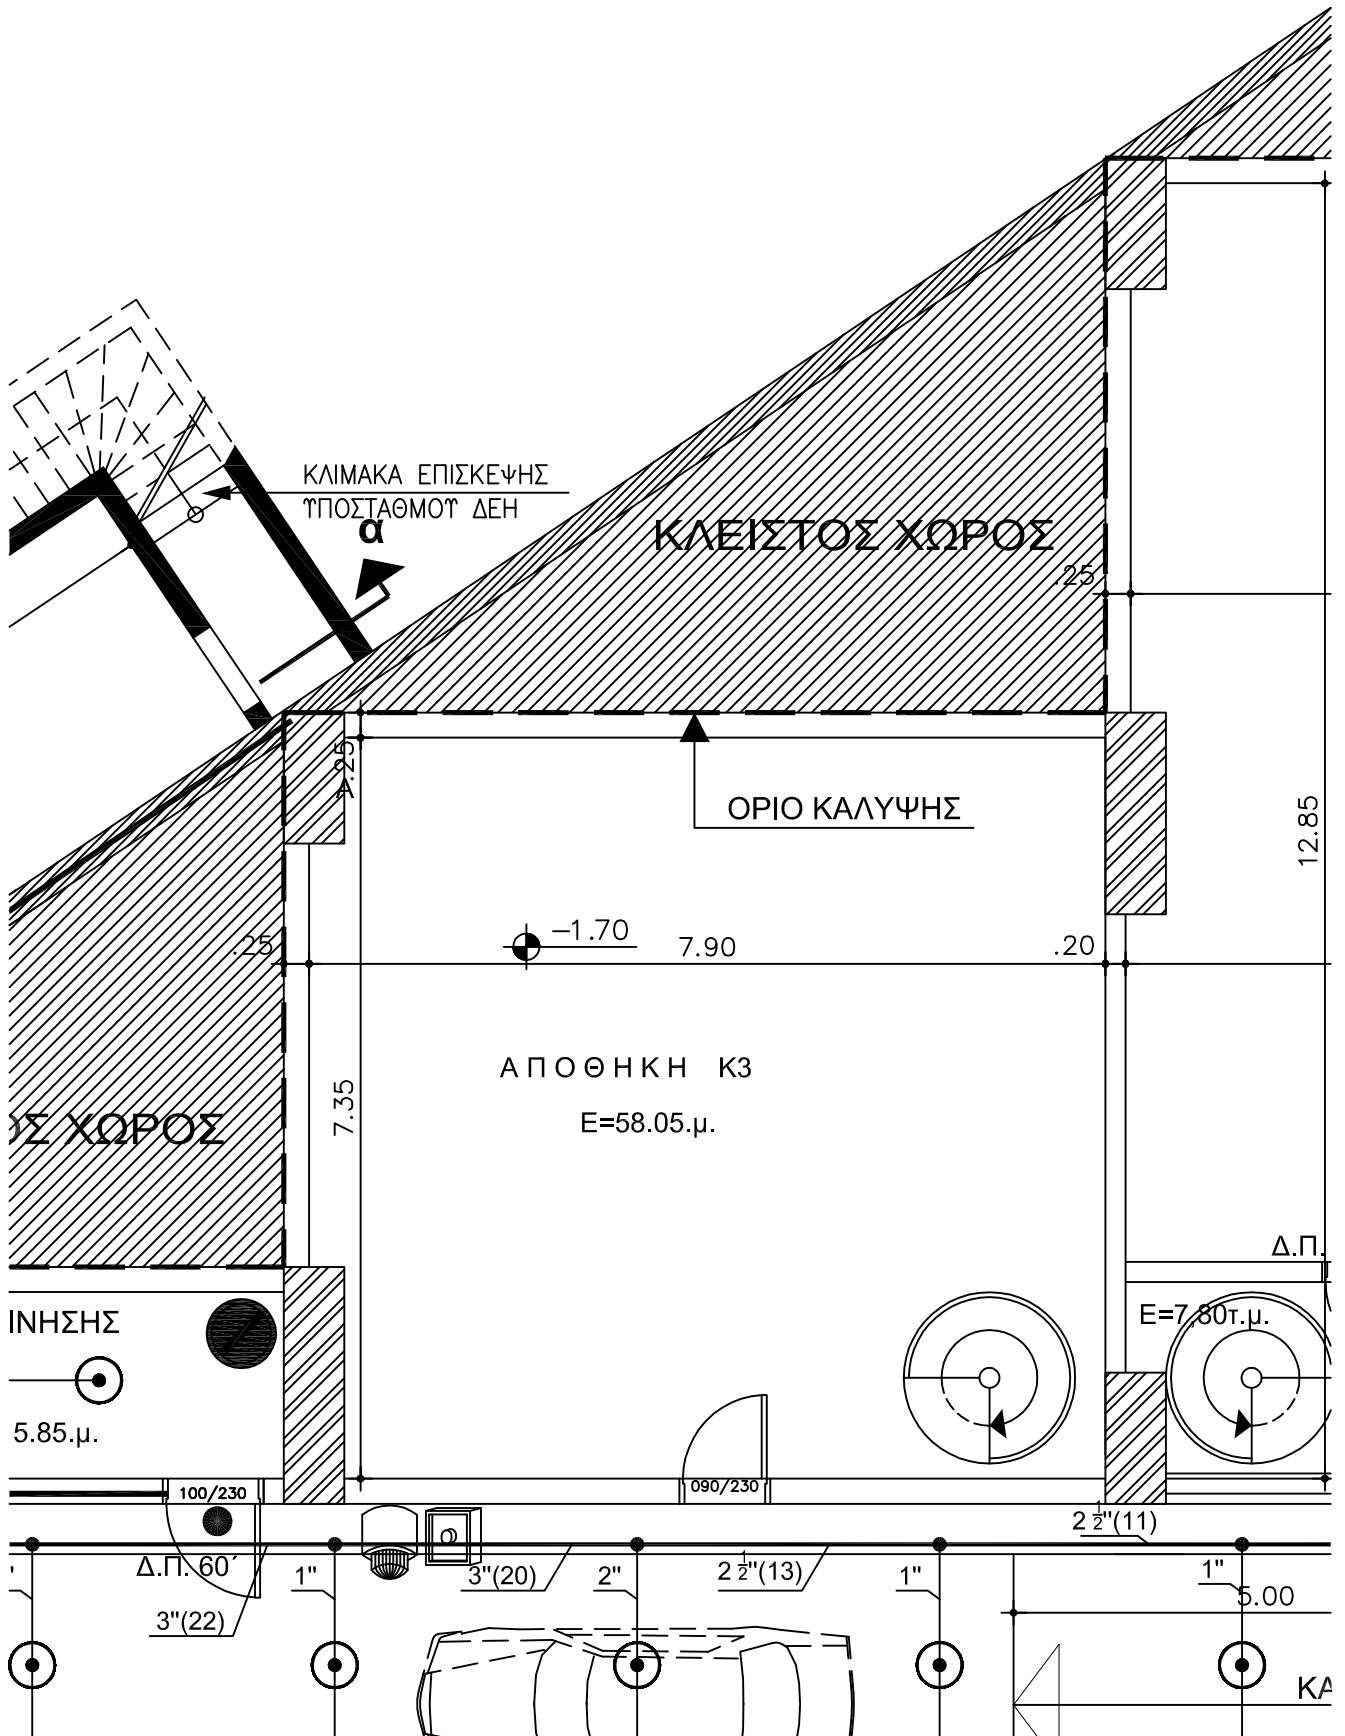 ΚΛΙΜΑΚΑ ΕΠΙΣΚΕΨΗΣ
ΥΠΟΣΤΑΘΜΟΥ ΔΕΗ
α
ΚΛΕΙΣΤΟΣ ΧΩΡΟΣ
.25
Α.25
ΟΡΙΟ ΚΑΛΥΨΗΣ
12.85
.25
−1.70
7.90
.20
ΑΠΟΘΗΚΗ Κ3
Ε=58.05.μ.
7.35
ΟΣ ΧΩΡΟΣ
Δ.Π.
ΙΝΗΣΗΣ
Ε=7,80τ.μ.
5.85.μ.
100/230
090/230
2 ½"(11)
Δ.Π. 60΄
1"
3"(20)
2"
2 ½"(13)
1"
1"
5.00
3"(22)
ΚΑ